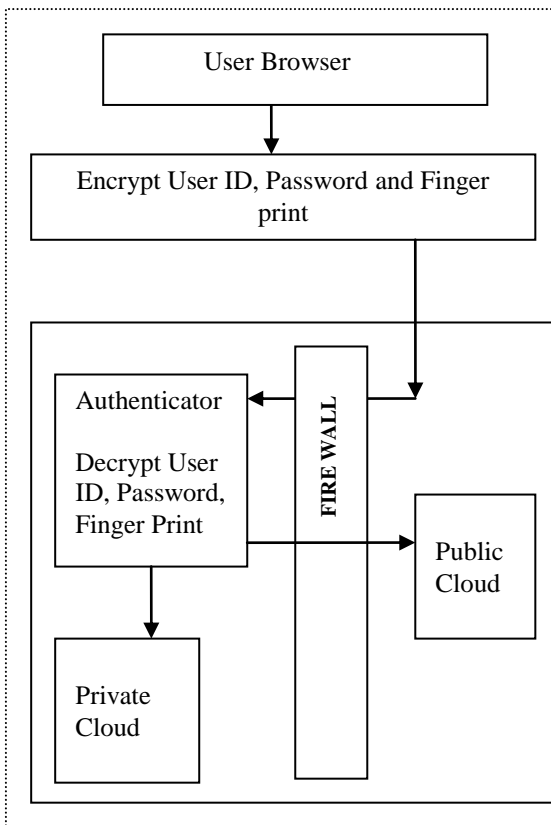 User Browser
Encrypt User ID, Password and Finger
print
Authenticator
Decrypt User
ID, Password,
Finger Print
FIRE WALL
Public
Cloud
Private
Cloud